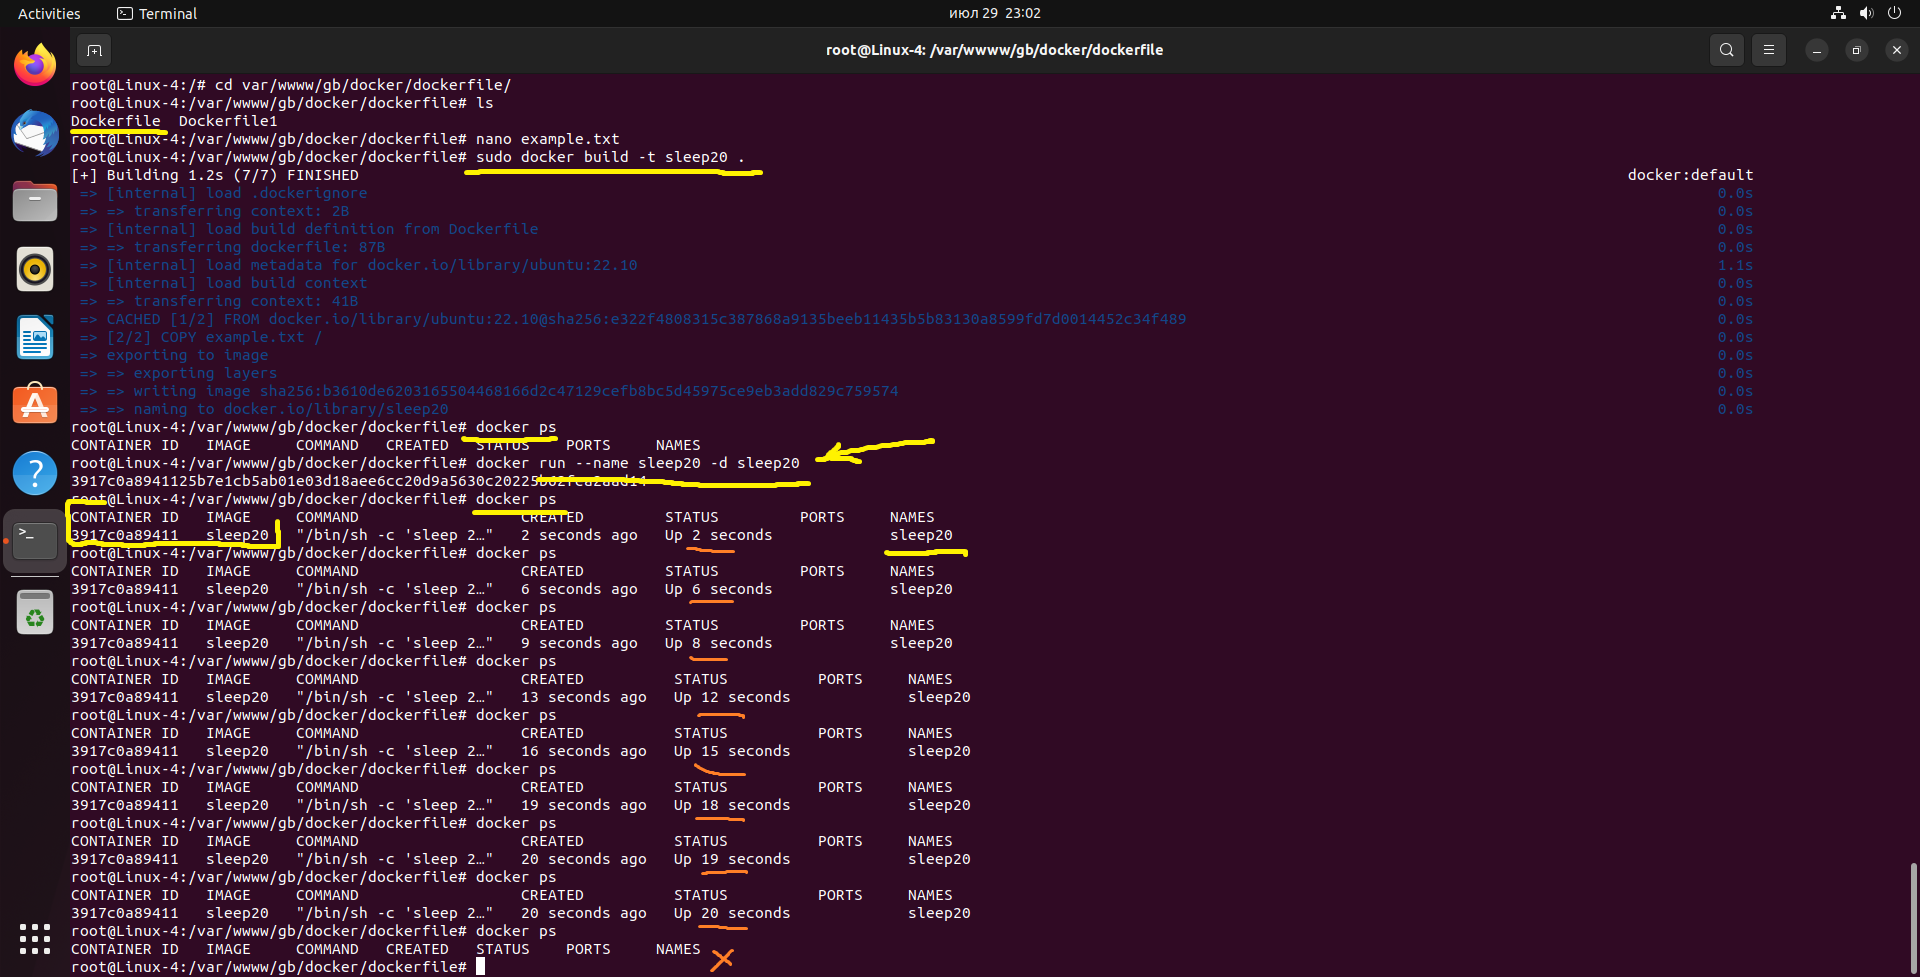 Activities Terminal июл 29 23:02
root@Linux-4: /var/wwww/gb/docker/dockerfile
root@Linux-4:/# cd var/wwww/gb/docker/dockerfile/
root@Linux-4:/var/wwww/gb/docker/dockerfile# ls
Dockerfile  Dockerfile1
root@Linux-4:/var/wwww/gb/docker/dockerfile# nano example.txt
root@Linux-4:/var/wwww/gb/docker/dockerfile# sudo docker build -t sleep20 .
[+] Building 1.2s (7/7) FINISHED docker:default
=> [internal] load .dockerignore 0.0s
=> => transferring context: 2B 0.0s
=> [internal] load build definition from Dockerfile 0.0s
=> => transferring dockerfile: 87B 0.0s
=> [internal] load metadata for docker.io/library/ubuntu:22.10 1.1s
=> [internal] load build context 0.0s
=> => transferring context: 41B 0.0s
=> CACHED [1/2] FROM docker.io/library/ubuntu:22.10@sha256:e322f4808315c387868a9135beeb11435b5b83130a8599fd7d0014452c34f489 0.0s
=> [2/2] COPY example.txt / 0.0s
=> exporting to image 0.0s
=> => exporting layers 0.0s
=> => writing image sha256:b3610de6203165504468166d2c47129cefb8bc5d45975ce9eb3add829c759574 0.0s
=> => naming to docker.io/library/sleep20 0.0s
root@Linux-4:/var/wwww/gb/docker/dockerfile# docker ps
CONTAINER ID   IMAGE     COMMAND   CREATED   STATUS    PORTS     NAMES
root@Linux-4:/var/wwww/gb/docker/dockerfile# docker run --name sleep20 -d sleep20
root@Linux-4:/var/wwww/gb/docker/dockerfile# docker ps
CONTAINER ID   IMAGE     COMMAND                  CREATED         STATUS         PORTS     NAMES
3917c0a89411   sleep20   "/bin/sh -c 'sleep 2…"   2 seconds ago   Up 2 seconds             sleep20
root@Linux-4:/var/wwww/gb/docker/dockerfile# docker ps
CONTAINER ID   IMAGE     COMMAND                  CREATED         STATUS         PORTS     NAMES
3917c0a89411   sleep20   "/bin/sh -c 'sleep 2…"   6 seconds ago   Up 6 seconds             sleep20
root@Linux-4:/var/wwww/gb/docker/dockerfile# docker ps
CONTAINER ID   IMAGE     COMMAND                  CREATED         STATUS         PORTS     NAMES
3917c0a89411   sleep20   "/bin/sh -c 'sleep 2…"   9 seconds ago   Up 8 seconds             sleep20
root@Linux-4:/var/wwww/gb/docker/dockerfile# docker ps
CONTAINER ID   IMAGE     COMMAND                  CREATED          STATUS          PORTS     NAMES
3917c0a89411   sleep20   "/bin/sh -c 'sleep 2…"   13 seconds ago   Up 12 seconds             sleep20
root@Linux-4:/var/wwww/gb/docker/dockerfile# docker ps
CONTAINER ID   IMAGE     COMMAND                  CREATED          STATUS          PORTS     NAMES
3917c0a89411   sleep20   "/bin/sh -c 'sleep 2…"   16 seconds ago   Up 15 seconds             sleep20
root@Linux-4:/var/wwww/gb/docker/dockerfile# docker ps
CONTAINER ID   IMAGE     COMMAND                  CREATED          STATUS          PORTS     NAMES
3917c0a89411   sleep20   "/bin/sh -c 'sleep 2…"   19 seconds ago   Up 18 seconds             sleep20
root@Linux-4:/var/wwww/gb/docker/dockerfile# docker ps
CONTAINER ID   IMAGE     COMMAND                  CREATED          STATUS          PORTS     NAMES
3917c0a89411   sleep20   "/bin/sh -c 'sleep 2…"   20 seconds ago   Up 19 seconds             sleep20
root@Linux-4:/var/wwww/gb/docker/dockerfile# docker ps
CONTAINER ID   IMAGE     COMMAND                  CREATED          STATUS          PORTS     NAMES
3917c0a89411   sleep20   "/bin/sh -c 'sleep 2…"   20 seconds ago   Up 20 seconds             sleep20
root@Linux-4:/var/wwww/gb/docker/dockerfile# docker ps
CONTAINER ID   IMAGE     COMMAND   CREATED   STATUS    PORTS     NAMES
root@Linux-4:/var/wwww/gb/docker/dockerfile#